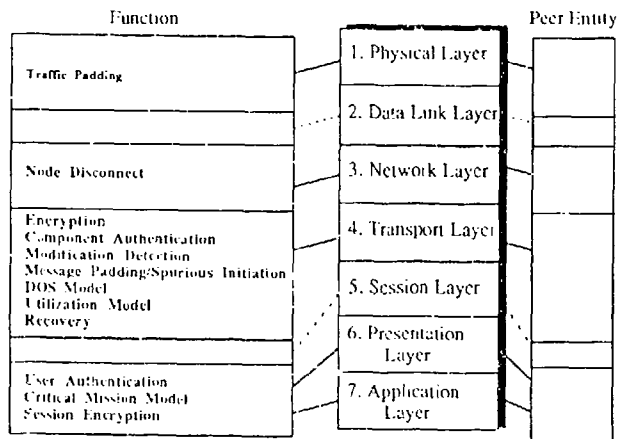 Function
Peer Entity
Traffic Padding
Node Disconnect
Encryption
Component Authentication
Modification Detection
Message Padding/Spurious Initiation
DOS Model
Utilization Model
Recovery
User Authentication
Critical Mission Model
Session Encryption
1. Physical Layer
2. Data Link Layer
3. Network Layer
4. Transport Layer
5. Session Layer
6. Presentation
Layer
7. Application
Layer